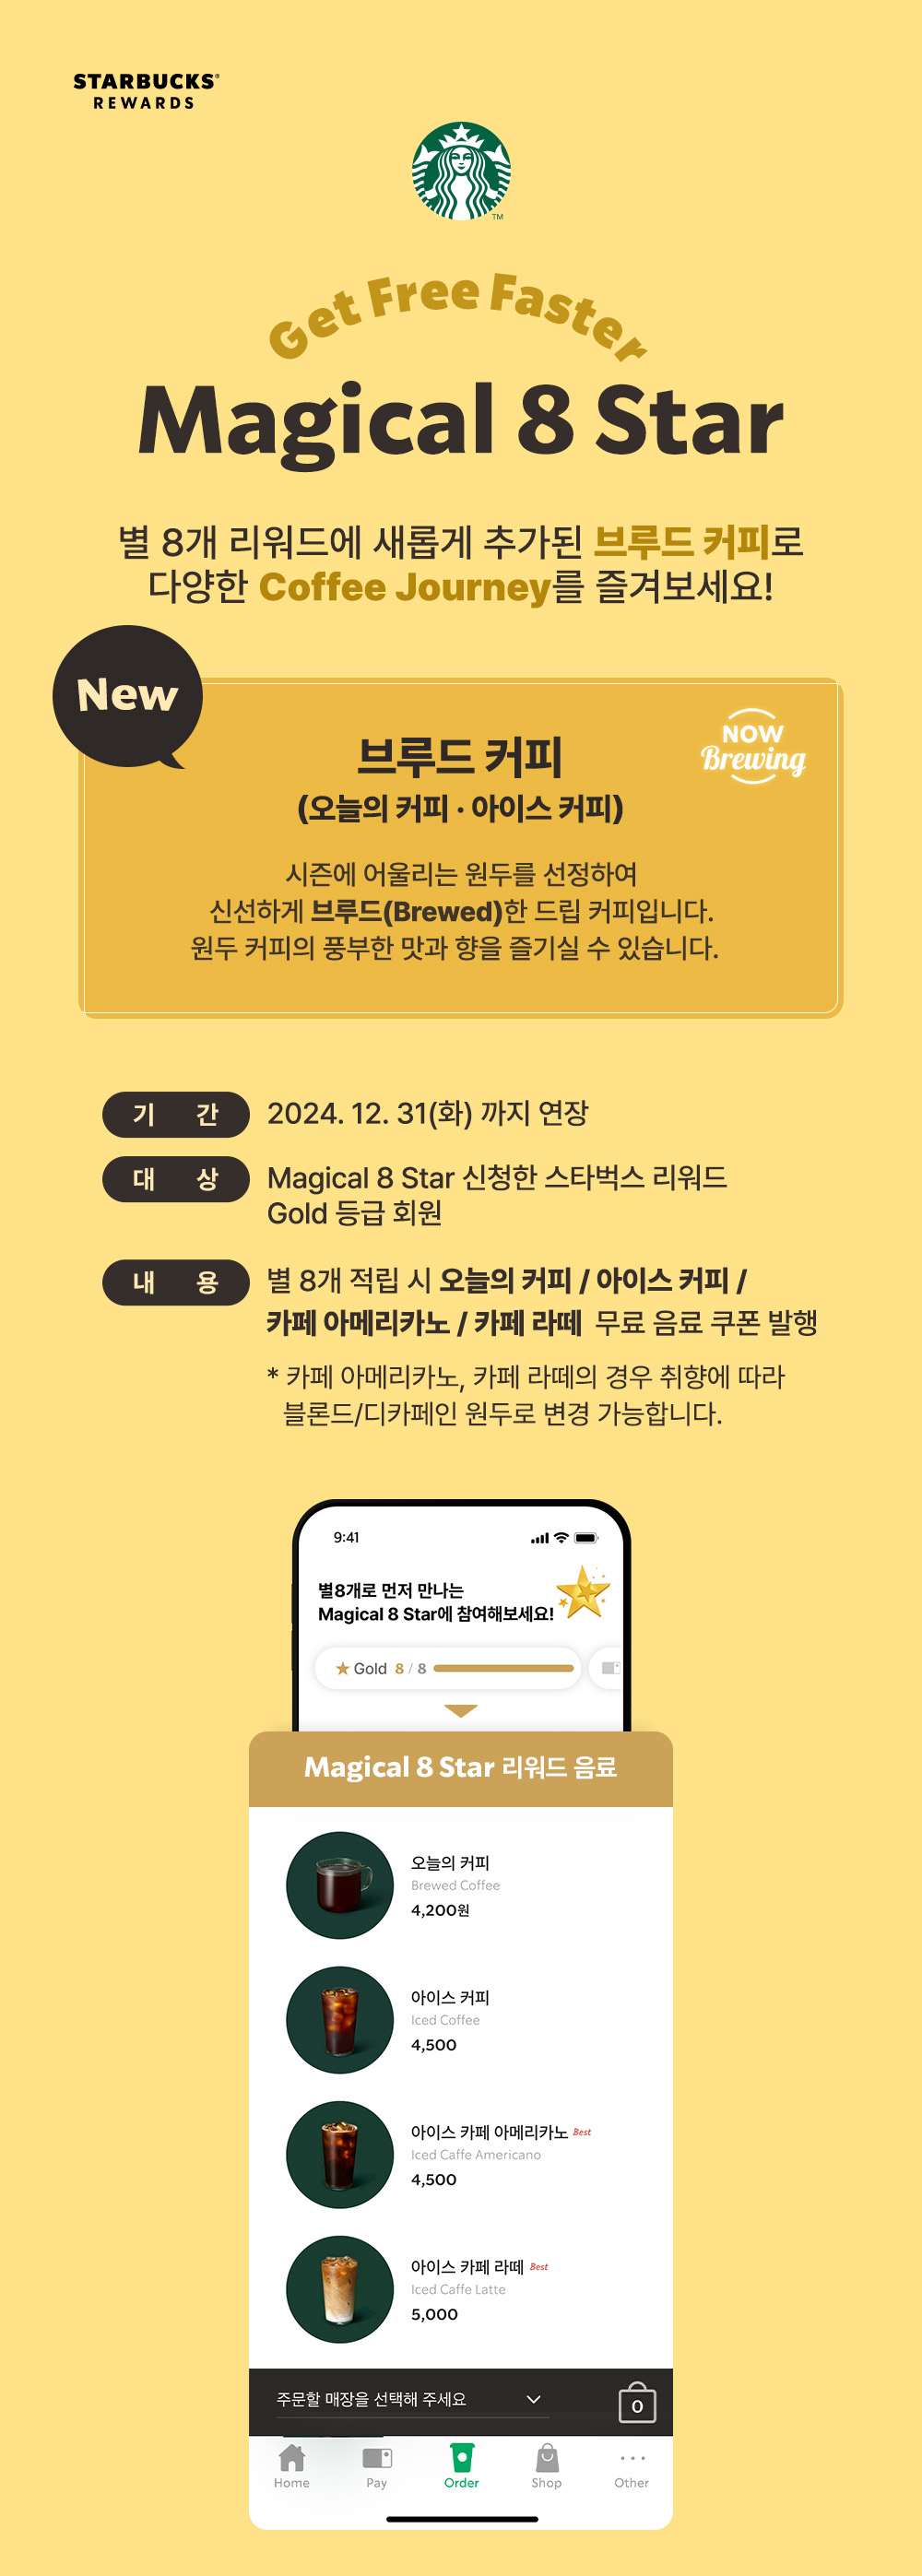 STARBUCKS®
REWARDS
TM
Get Free Faster
Magical 8 Star
별 8개 리워드에 새롭게 추가된 브루드 커피로
다양한 Coffee Journey를 즐겨보세요!
New
NOW
Brewing
브루드 커피
(오늘의 커피 · 아이스 커피)
시즌에 어울리는 원두를 선정하여
신선하게 브루드(Brewed)한 드립 커피입니다.
원두 커피의 풍부한 맛과 향을 즐기실 수 있습니다.
기 간 2024. 12. 31(화) 까지 연장
대 상 Magical 8 Star 신청한 스타벅스 리워드
Gold 등급 회원
내 용 별 8개 적립 시 오늘의 커피 / 아이스 커피 /
카페 아메리카노 / 카페 라떼 무료 음료 쿠폰 발행
* 카페 아메리카노, 카페 라떼의 경우 취향에 따라
블론드/디카페인 원두로 변경 가능합니다.
9:41
별8개로 먼저 만나는
Magical 8 Star에 참여해보세요!
Gold 8 / 8
Magical 8 Star 리워드 음료
오늘의 커피
Brewed Coffee
4,200원
아이스 커피
Iced Coffee
4,500
아이스 카페 아메리카노 Best
Iced Caffe Americano
4,500
아이스 카페 라떼 Best
Iced Caffe Latte
5,000
주문할 매장을 선택해 주세요
0
Home Pay Order Shop Other